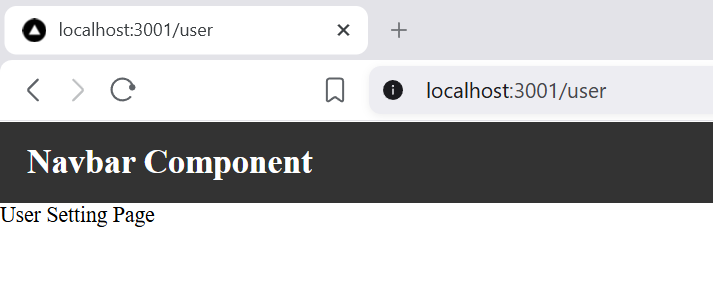 localhost:3001/user
localhost:3001/user
Navbar Component
User Setting Page